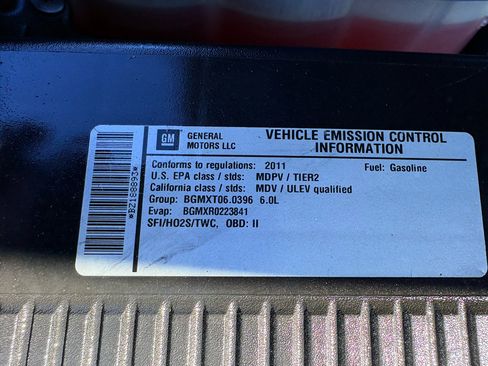 GM
GENERAL
MOTORS LLC
VEHICLE EMISSION CONTROL
INFORMATION
Conforms to regulations: 2011 Fuel: Gasoline
U.S. EPA class / stds: MDPV / TIER2
California class / stds: MDV / ULEV qualified
Group: BGMXT06.0396 6.0L
Evap: BGMXR0223841
SFI/HO2S/TWC, OBD: II
*BZ188893*